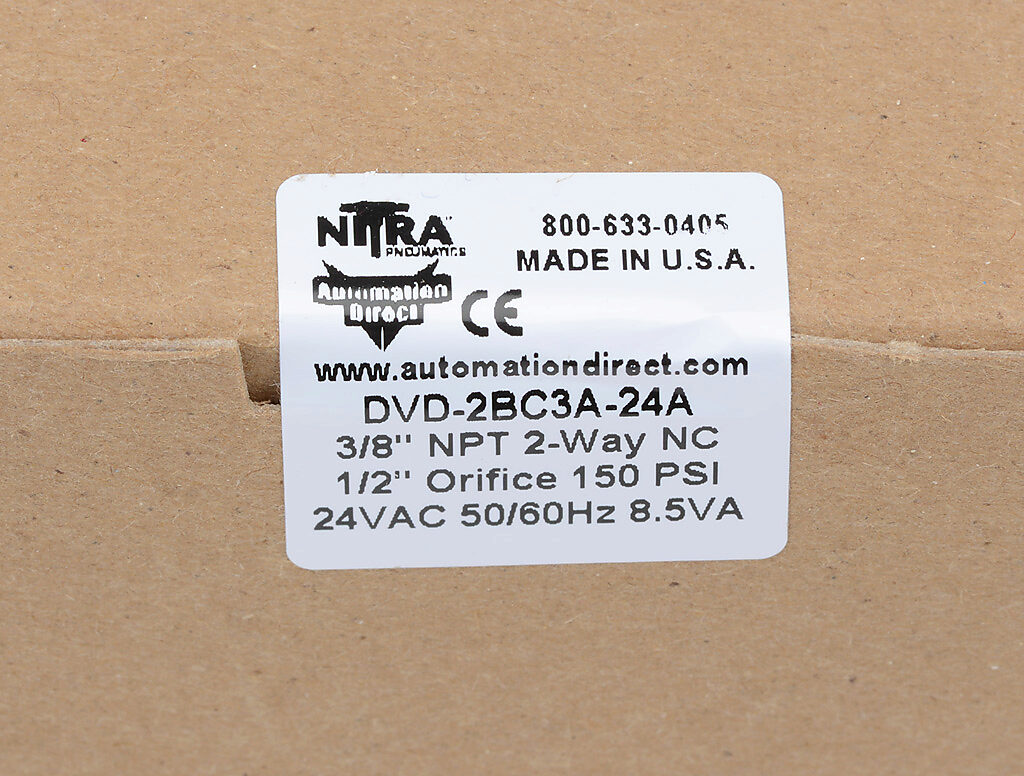 NITRA
PNEUMATICS
800-633-0405
MADE IN U.S.A.
Automation
Direct
CE
www.automationdirect.com
DVD-2BC3A-24A
3/8" NPT 2-Way NC
1/2" Orifice 150 PSI
24VAC 50/60Hz 8.5VA